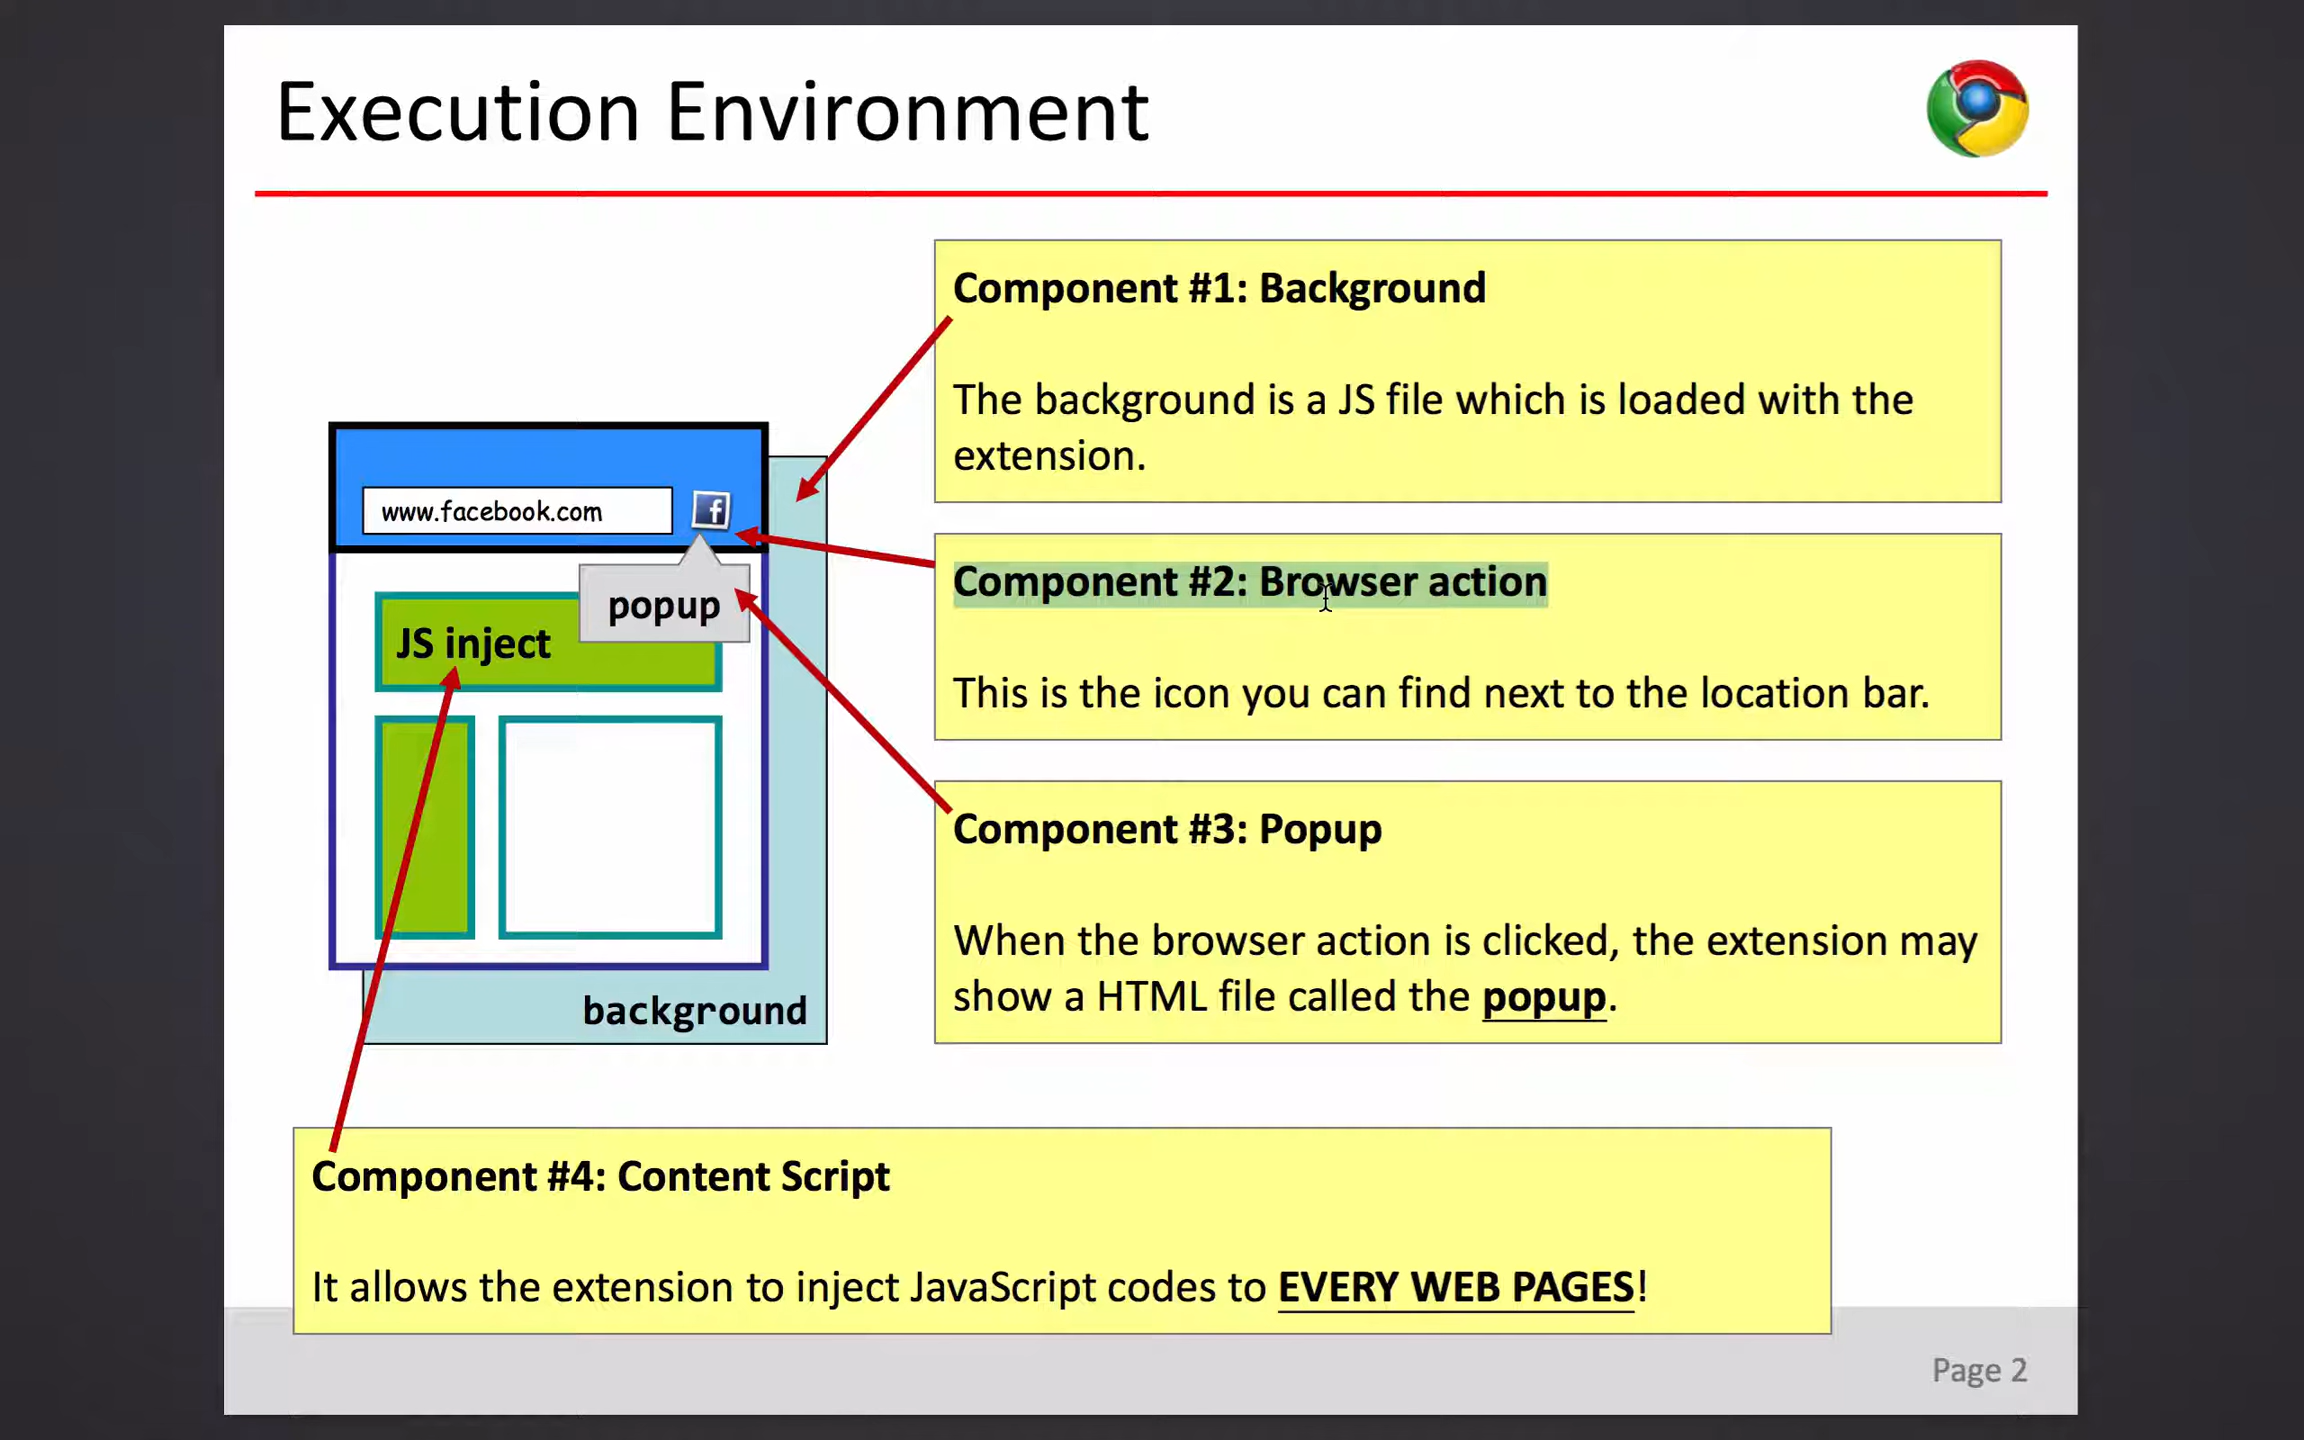 Execution Environment
Component #1: Background
The background is a JS file which is loaded with the
extension.
www.facebook.com
f
popup
JS inject
background
Component #2: Browser action
This is the icon you can find next to the location bar.
Component #3: Popup
When the browser action is clicked, the extension may
show a HTML file called the popup.
Component #4: Content Script
It allows the extension to inject JavaScript codes to EVERY WEB PAGES!
Page 2